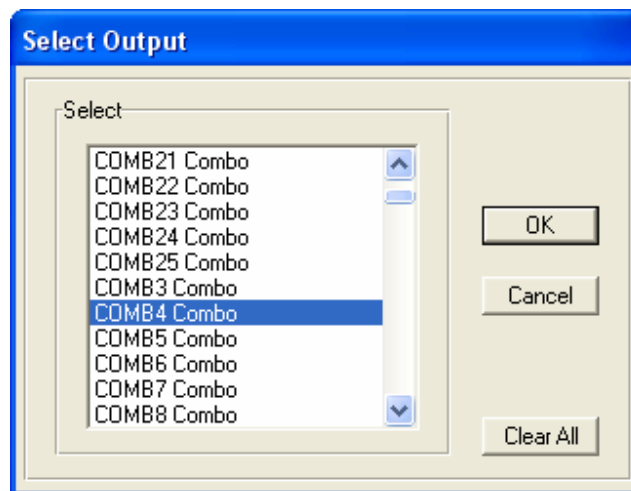 Select Output
Select
COMB21 Combo
COMB22 Combo
COMB23 Combo
COMB24 Combo
COMB25 Combo
COMB3 Combo
COMB4 Combo
COMB5 Combo
COMB6 Combo
COMB7 Combo
COMB8 Combo
OK
Cancel
Clear All